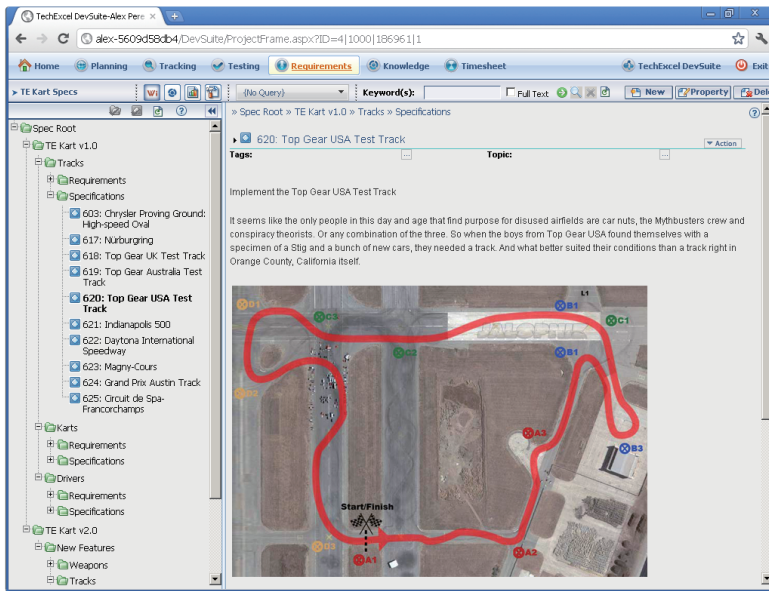 TechExcel DevSuite-Alex Pere
alex-5609d58db4/DevSuite/ProjectFrame.aspx?ID=4|1000|186961|1
Home Planning Tracking Testing Requirements Knowledge Timesheet TechExcel DevSuite Exit
TE Kart Specs (No Query) Keyword(s): Full Text New Property Del
Spec Root
TE Kart v1.0
Tracks
Requirements
Specifications
603: Chrysler Proving Ground:
High-speed Oval
617: Nürburgring
618: Top Gear UK Test Track
619: Top Gear Australia Test
Track
620: Top Gear USA Test
Track
621: Indianapolis 500
622: Daytona International
Speedway
623: Magny-Cours
624: Grand Prix Austin Track
625: Circuit de Spa-
Francorchamps
Karts
Requirements
Specifications
Drivers
Requirements
Specifications
TE Kart v2.0
New Features
Weapons
Tracks
» Spec Root » TE Kart v1.0 » Tracks » Specifications
620: Top Gear USA Test Track
Action
Tags: ... Topic: ...
Implement the Top Gear USA Test Track
It seems like the only people in this day and age that find purpose for disused airfields are car nuts, the Mythbusters crew and
conspiracy theorists. Or any combination of the three. So when the boys from Top Gear USA found themselves with a
specimen of a Stig and a bunch of new cars, they needed a track. And what better suited their conditions than a track right in
Orange County, California itself.
L1
D1 B1
C3 C1
JALOPNIK
C2 B1
D2
A3
B3
Start/Finish
D3
A2
A1